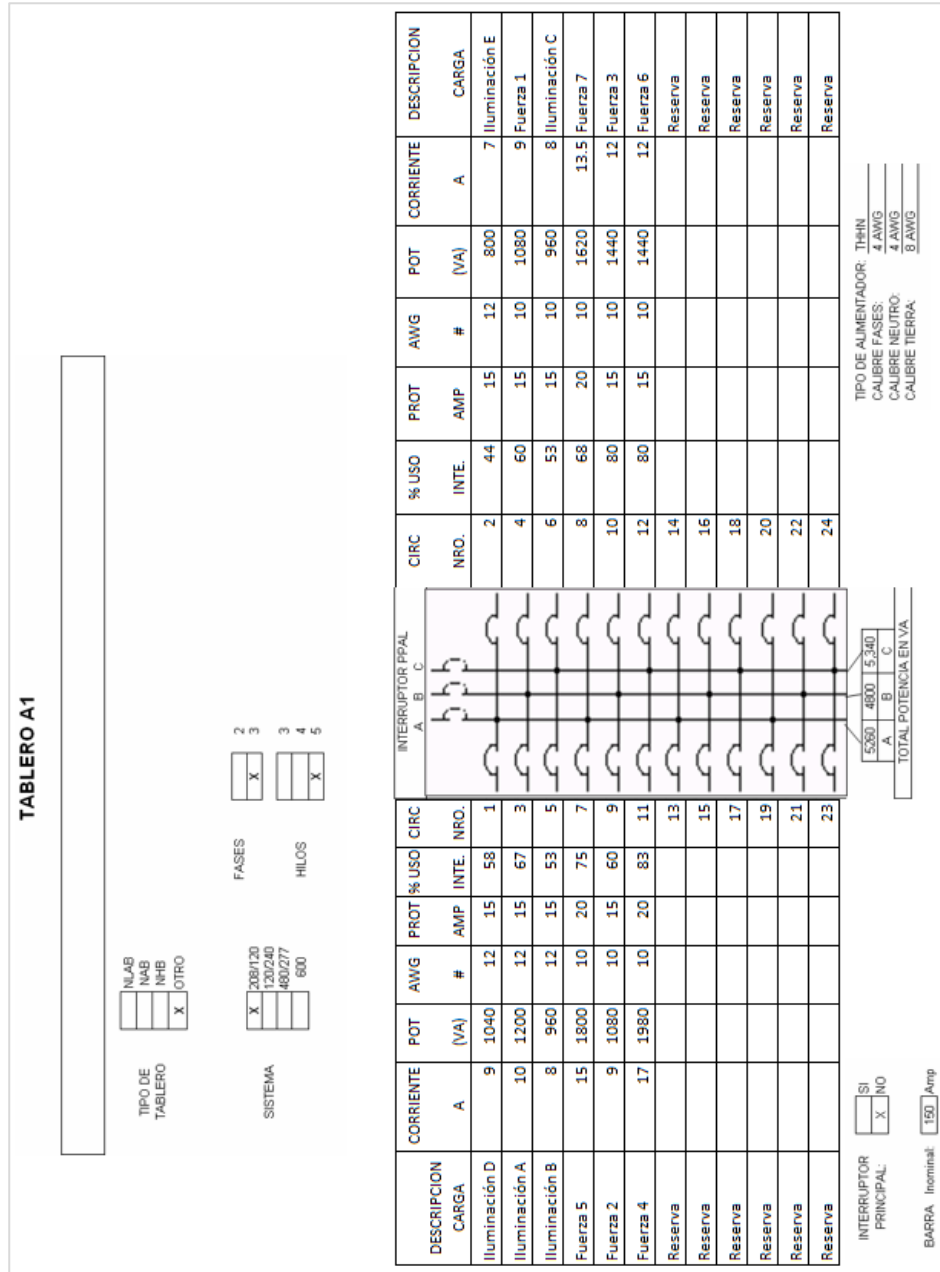 TABLERO A1
TIPO DE TABLERO
NLAB
NAB
NHB
X OTRO
SISTEMA
X 208/120
120/240
480/277
600
FASES
2
X 3
HILOS
3
4
X 5
DESCRIPCION CARGA CORRIENTE A POT (VA) AWG # PROT AMP % USO INTE. CIRC NRO. INTERRUPTOR PPAL A B C CIRC NRO. % USO INTE. PROT AMP AWG # POT (VA) CORRIENTE A DESCRIPCION CARGA
Iluminación D 9 1040 12 15 58 1 2 44 15 12 800 7 Iluminación E
Iluminación A 10 1200 12 15 67 3 4 60 15 10 1080 9 Fuerza 1
Iluminación B 8 960 12 15 53 5 6 53 15 10 960 8 Iluminación C
Fuerza 5 15 1800 10 20 75 7 8 68 20 10 1620 13.5 Fuerza 7
Fuerza 2 9 1080 10 15 60 9 10 80 15 10 1440 12 Fuerza 3
Fuerza 4 17 1980 10 20 83 11 12 80 15 10 1440 12 Fuerza 6
Reserva 13 14 Reserva
Reserva 15 16 Reserva
Reserva 17 18 Reserva
Reserva 19 20 Reserva
Reserva 21 22 Reserva
Reserva 23 24 Reserva
5260 4800 5,340
A B C
TOTAL POTENCIA EN VA
INTERRUPTOR PRINCIPAL:
SI
X NO
BARRA Inominal: 150 Amp
TIPO DE ALIMENTADOR: THHN
CALIBRE FASES: 4 AWG
CALIBRE NEUTRO: 4 AWG
CALIBRE TIERRA: 8 AWG